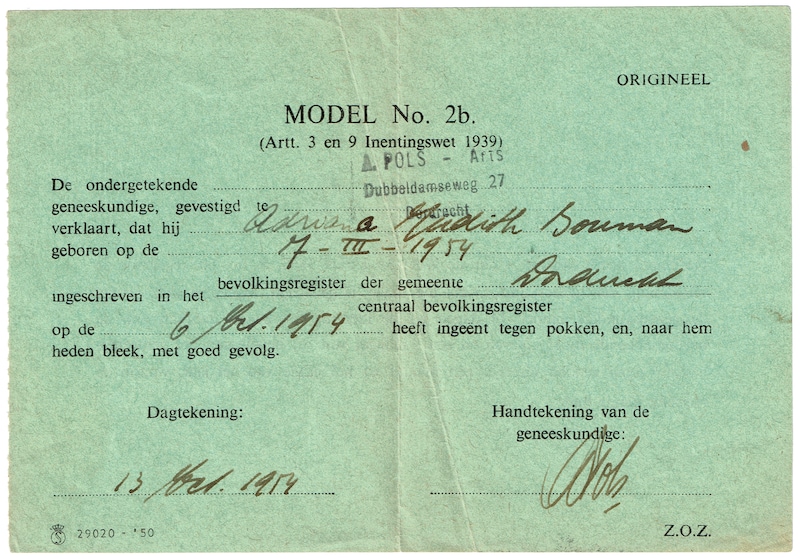 ORIGINEEL
MODEL No. 2b.
(Artt. 3 en 9 Inentingswet 1939)
A. POLS - Arts
De ondergetekende
Dubbeldamseweg 27
geneeskundige, gevestigd te Dordrecht
verklaart, dat hij Adriana Judith Bouman
geboren op de 17-III-1954
bevolkingsregister der gemeente Dordrecht
ingeschreven in het
centraal bevolkingsregister
op de 6 Oct. 1954 heeft ingeënt tegen pokken, en, naar hem
heden bleek, met goed gevolg.
Dagtekening:
Handtekening van de
geneeskundige:
13 Oct. 1954
Pols
29020 - '50
Z.O.Z.